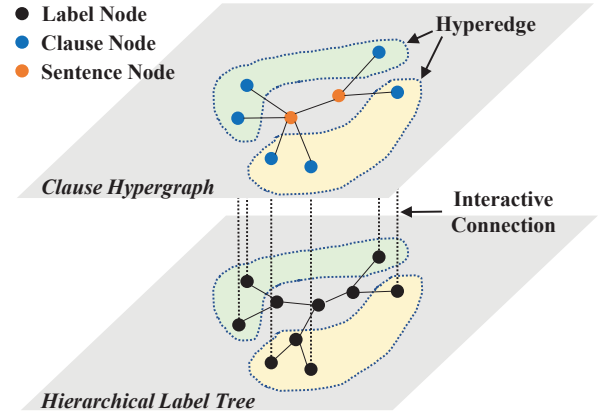 Label Node
Clause Node
Sentence Node
Hyperedge
Clause Hypergraph
Interactive
Connection
Hierarchical Label Tree